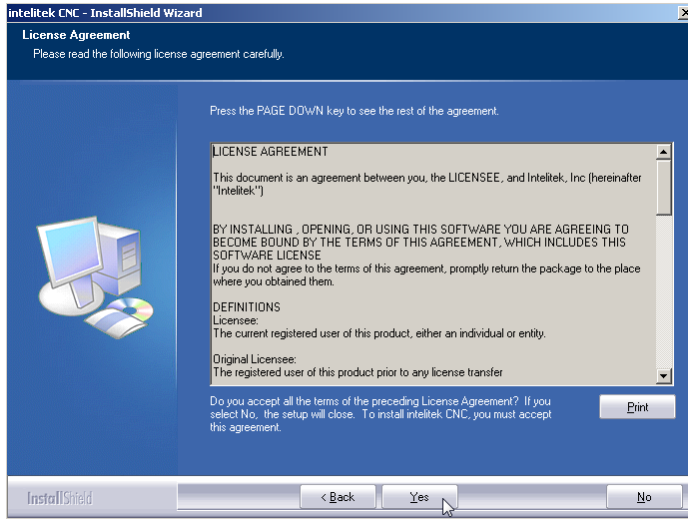 intelitek CNC - InstallShield Wizard
License Agreement
Please read the following license agreement carefully.
Press the PAGE DOWN key to see the rest of the agreement.
LICENSE AGREEMENT
This document is an agreement between you, the LICENSEE, and Intelitek, Inc (hereinafter
"Intelitek")
BY INSTALLING , OPENING, OR USING THIS SOFTWARE YOU ARE AGREEING TO
BECOME BOUND BY THE TERMS OF THIS AGREEMENT, WHICH INCLUDES THIS
SOFTWARE LICENSE
If you do not agree to the terms of this agreement, promptly return the package to the place
where you obtained them.
DEFINITIONS
Licensee:
The current registered user of this product, either an individual or entity.
Original Licensee:
The registered user of this product prior to any license transfer
Do you accept all the terms of the preceding License Agreement? If you
select No, the setup will close. To install intelitek CNC, you must accept
this agreement.
Print
InstallShield
< Back
Yes
No